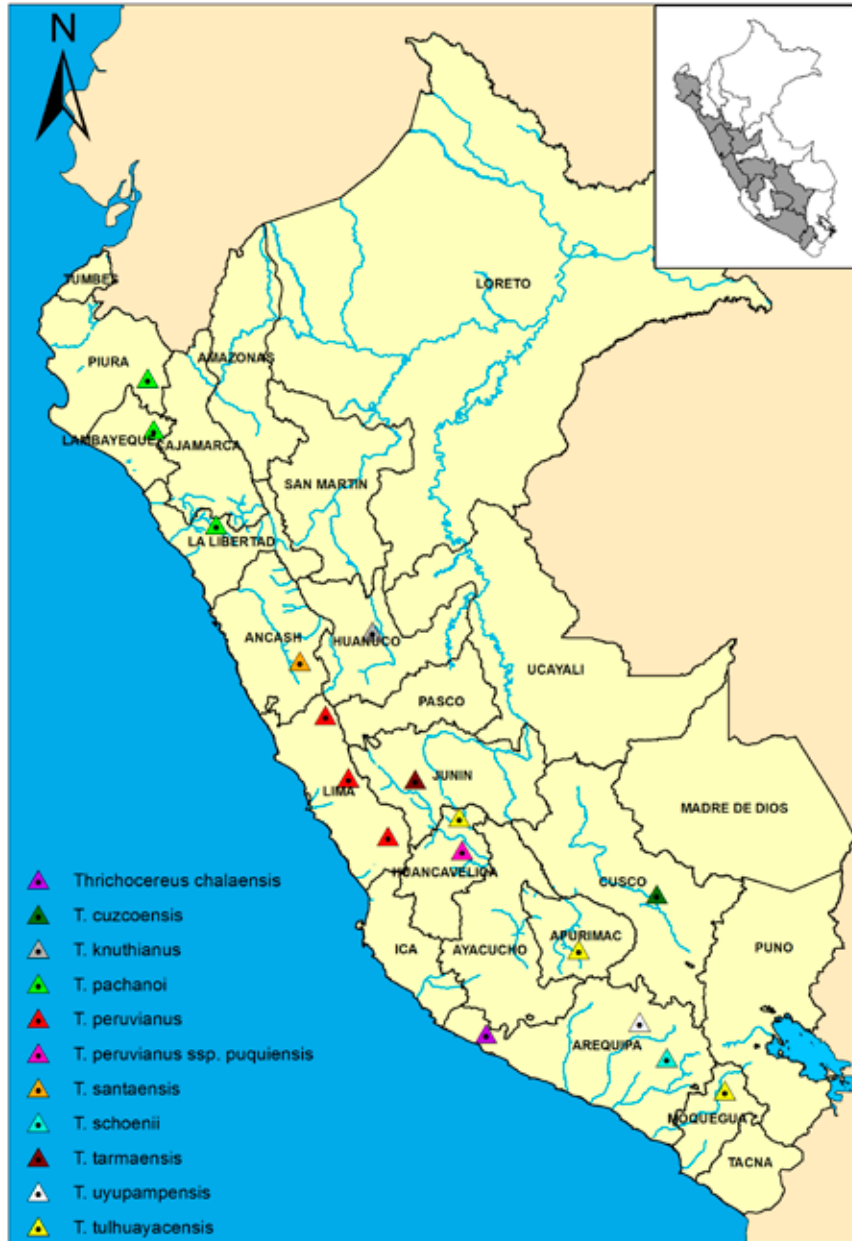 N
TUMBES
LORETO
PIURA
AMAZONAS
LAMBAYEQUE
CAJAMARCA
SAN MARTIN
LA LIBERTAD
ANCASH
HUANUCO
UCAYALI
PASCO
JUNIN
LIMA
MADRE DE DIOS
HUANCAVELICA
CUSCO
ICA
AYACUCHO
APURIMAC
PUNO
AREQUIPA
MOQUEGUA
TACNA
Thrichocereus chalaensis
T. cuzcoensis
T. knuthianus
T. pachanoi
T. peruvianus
T. peruvianus ssp. puquiensis
T. santaensis
T. schoenii
T. tarmaensis
T. uyupampensis
T. tulhuayacensis